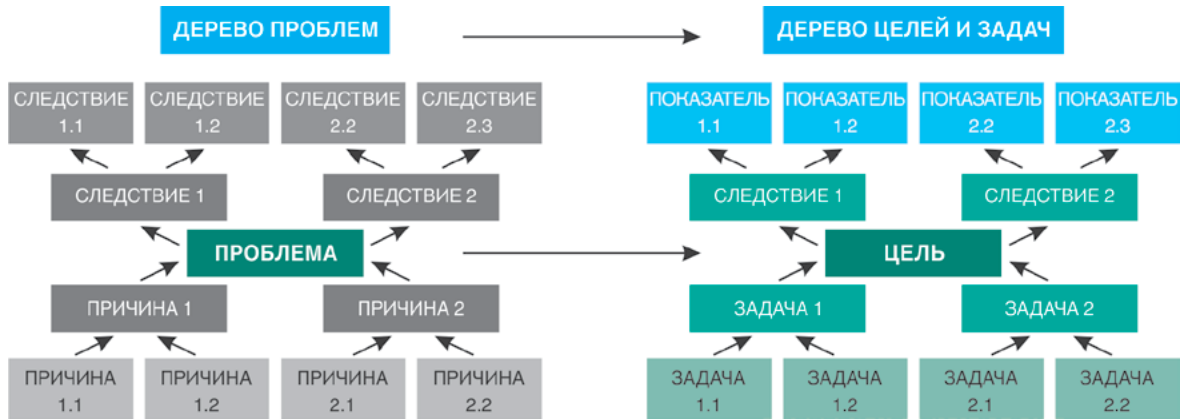 ДЕРЕВО ПРОБЛЕМ
ДЕРЕВО ЦЕЛЕЙ И ЗАДАЧ
СЛЕДСТВИЕ
1.1
СЛЕДСТВИЕ
1.2
СЛЕДСТВИЕ
2.2
СЛЕДСТВИЕ
2.3
ПОКАЗАТЕЛЬ
1.1
ПОКАЗАТЕЛЬ
1.2
ПОКАЗАТЕЛЬ
2.2
ПОКАЗАТЕЛЬ
2.3
СЛЕДСТВИЕ 1
СЛЕДСТВИЕ 2
СЛЕДСТВИЕ 1
СЛЕДСТВИЕ 2
ПРОБЛЕМА
ЦЕЛЬ
ПРИЧИНА 1
ПРИЧИНА 2
ЗАДАЧА 1
ЗАДАЧА 2
ПРИЧИНА
1.1
ПРИЧИНА
1.2
ПРИЧИНА
2.1
ПРИЧИНА
2.2
ЗАДАЧА
1.1
ЗАДАЧА
1.2
ЗАДАЧА
2.1
ЗАДАЧА
2.2